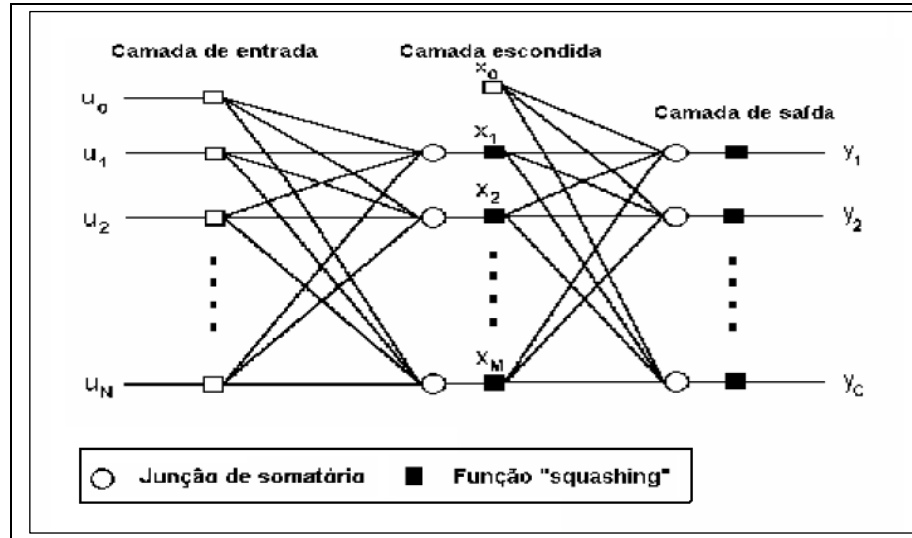 Camada de entrada
Camada escondida
Camada de saída
u0
u1
u2
uN
x0
x1
x2
xM
y1
y2
yC
Junção de somatória
Função "squashing"